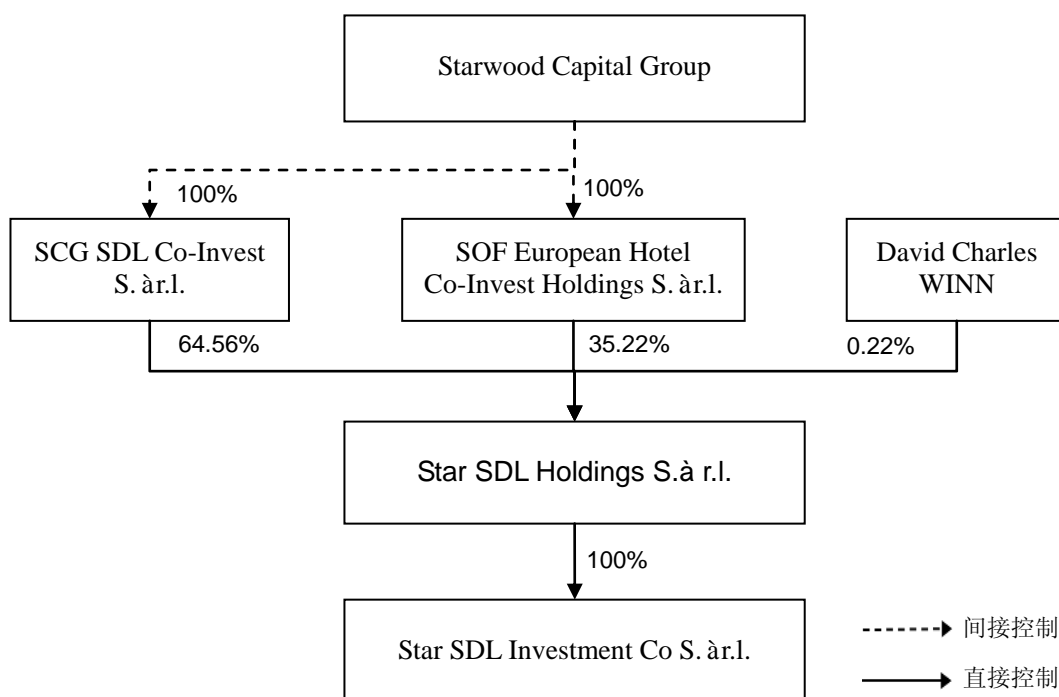 Starwood Capital Group
100%
100%
SCG SDL Co-Invest
S. àr.l.
SOF European Hotel
Co-Invest Holdings S. àr.l.
David Charles
WINN
64.56%
35.22%
0.22%
Star SDL Holdings S.à r.l.
100%
Star SDL Investment Co S. àr.l.
间接控制
直接控制